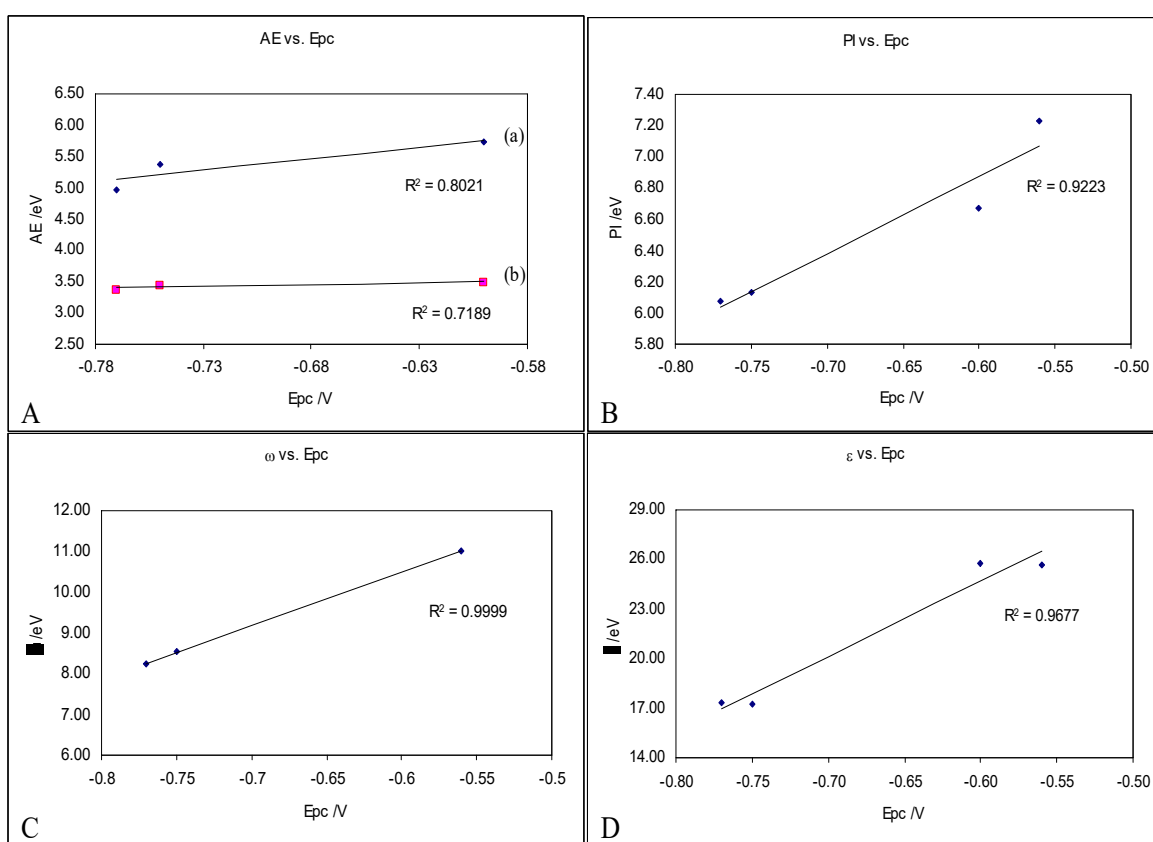 AE vs. Epc
6.50
6.00
5.50
5.00
4.50
4.00
3.50
3.00
2.50
AE /eV
(a)
R² = 0.8021
(b)
R² = 0.7189
-0.78
-0.73
-0.68
-0.63
-0.58
Epc /V
A
PI vs. Epc
7.40
7.20
7.00
6.80
6.60
6.40
6.20
6.00
5.80
PI /eV
R² = 0.9223
-0.80
-0.75
-0.70
-0.65
-0.60
-0.55
-0.50
Epc /V
B
ω vs. Epc
12.00
11.00
10.00
9.00
8.00
7.00
6.00
/eV
R² = 0.9999
-0.8
-0.75
-0.7
-0.65
-0.6
-0.55
-0.5
Epc /V
C
ε vs. Epc
29.00
26.00
23.00
20.00
17.00
14.00
/eV
R² = 0.9677
-0.80
-0.75
-0.70
-0.65
-0.60
-0.55
-0.50
Epc /V
D